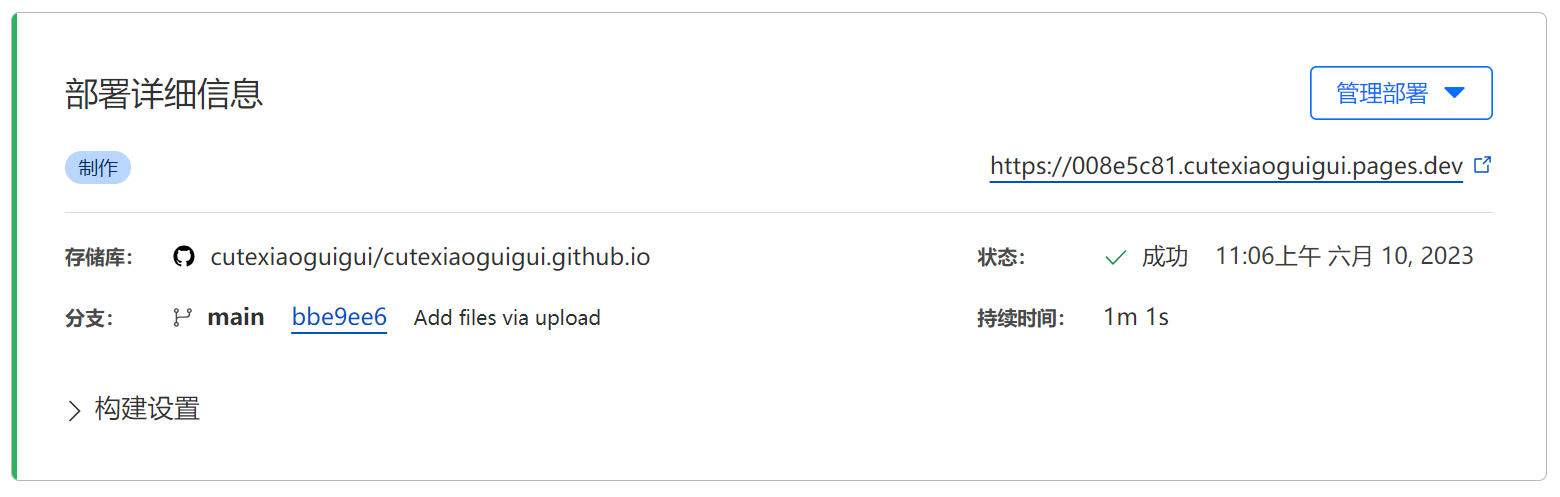 部署详细信息
管理部署
制作
https://008e5c81.cutexiaoguigui.pages.dev
存储库: cutexiaoguigui/cutexiaoguigui.github.io
状态: 成功 11:06上午 六月 10, 2023
分支: main bbe9ee6 Add files via upload
持续时间: 1m 1s
构建设置